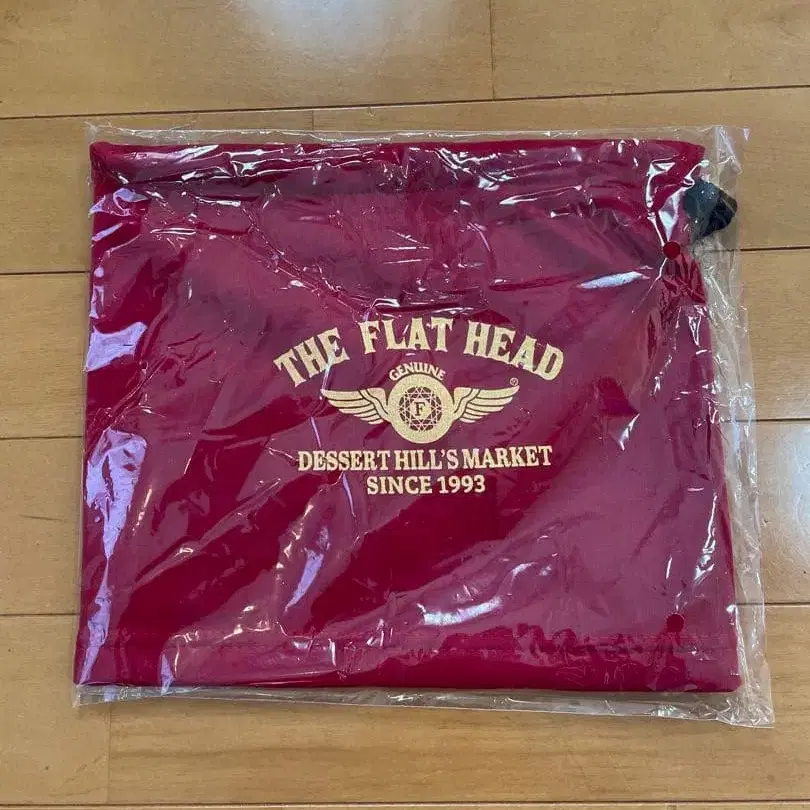 THE FLAT HEAD
GENUINE
F
®
DESSERT HILL'S MARKET
SINCE 1993